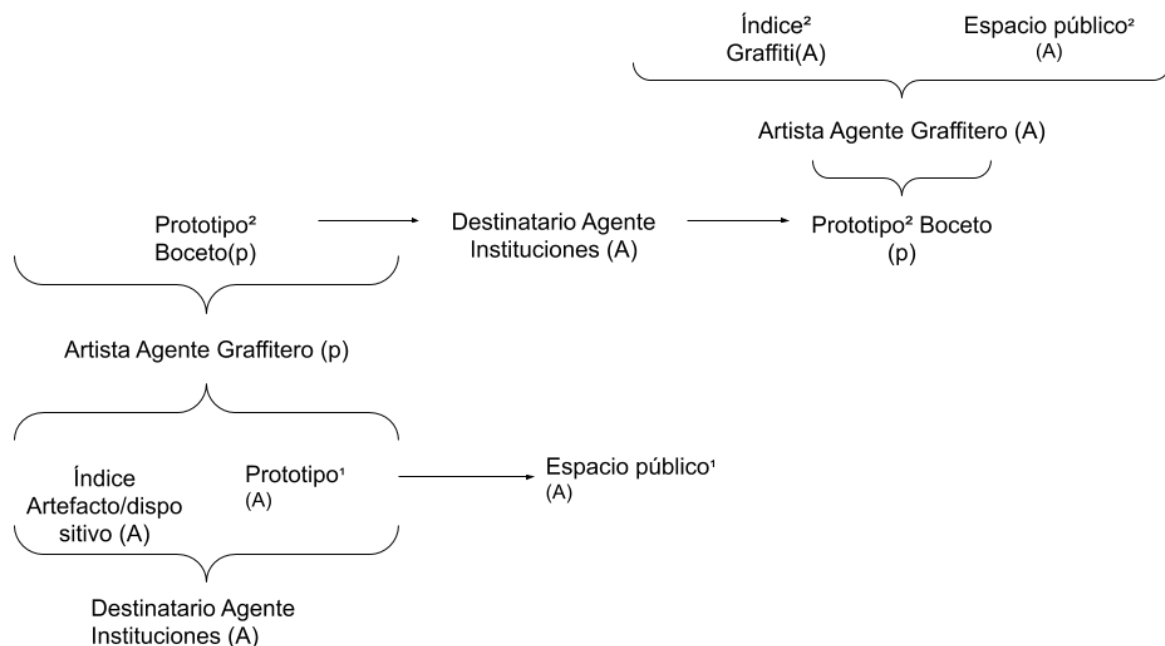 Índice²
Graffiti(A)
Espacio público²
(A)
Artista Agente Graffitero (A)
Prototipo²
Boceto(p)
Destinatario Agente
Instituciones (A)
Prototipo² Boceto
(p)
Artista Agente Graffitero (p)
Índice
Artefacto/dispo
sitivo (A)
Prototipo¹
(A)
Espacio público¹
(A)
Destinatario Agente
Instituciones (A)